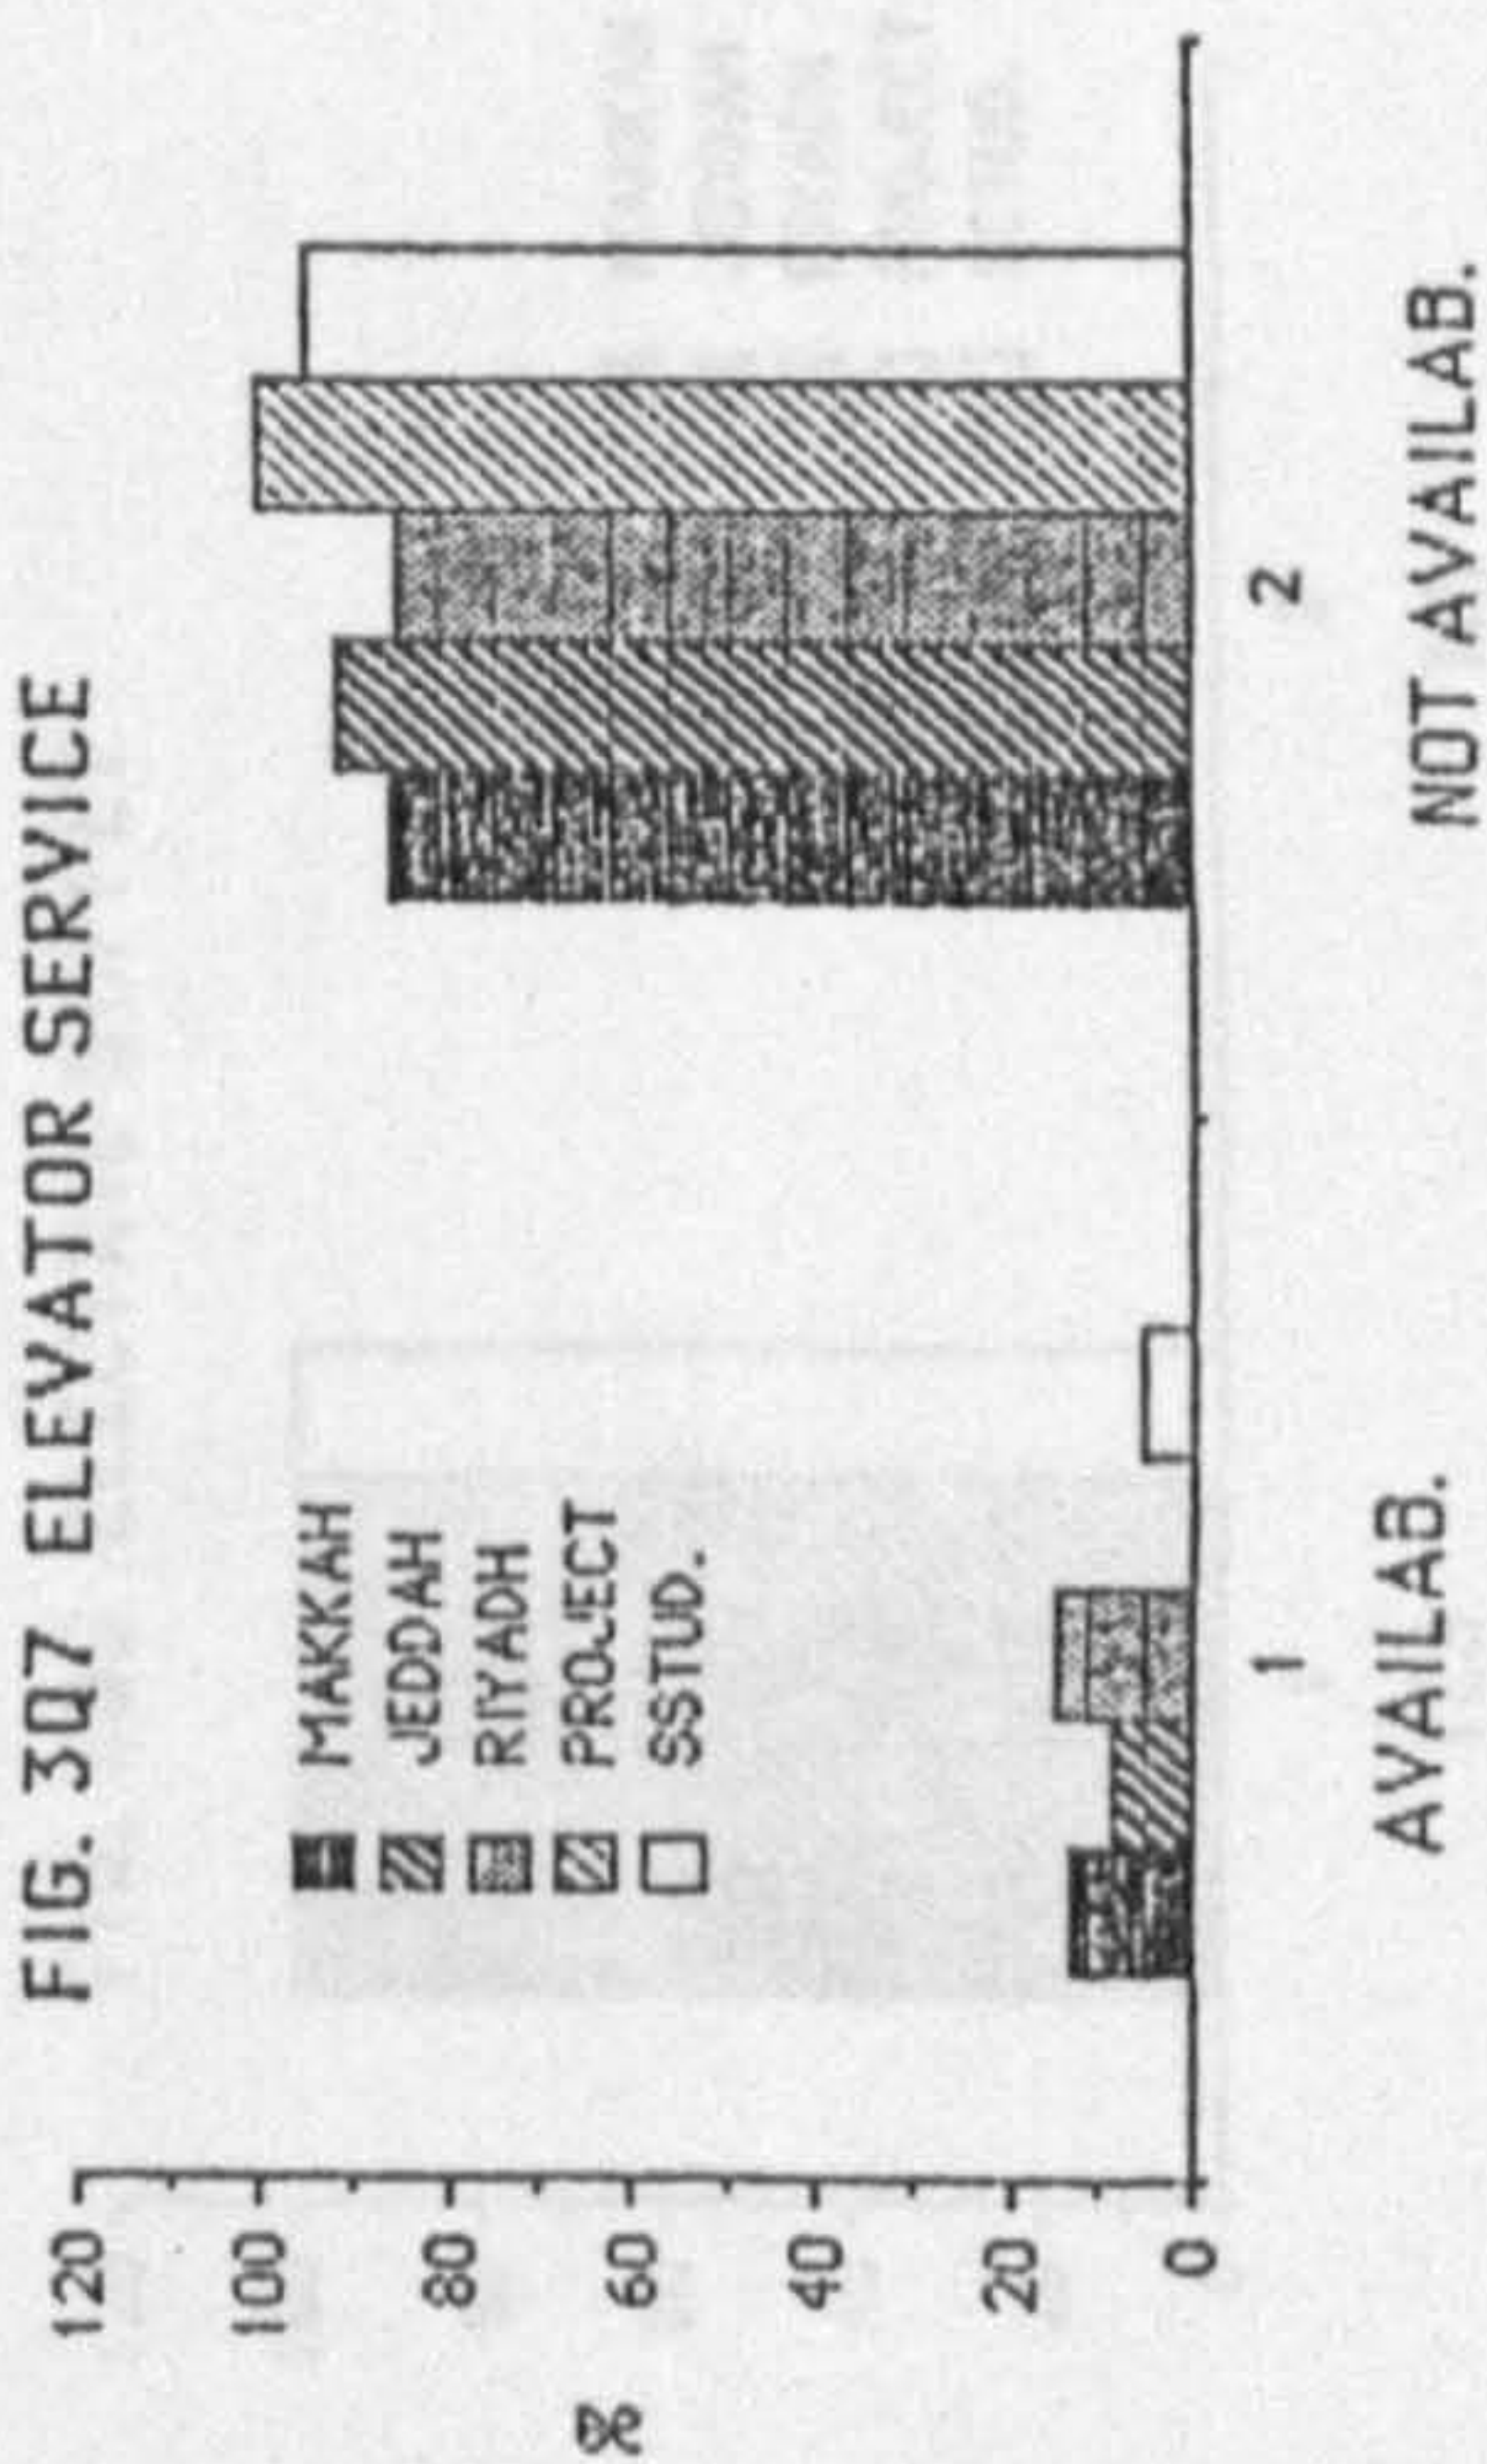 FIG. 3Q7 ELEVATOR SERVICE
120
100
80
60
40
20
0
%
MAKKAH
JEDDAH
RIYADH
PROJECT
SSTUD.
1
2
AVAILAB.
NOT AVAILAB.